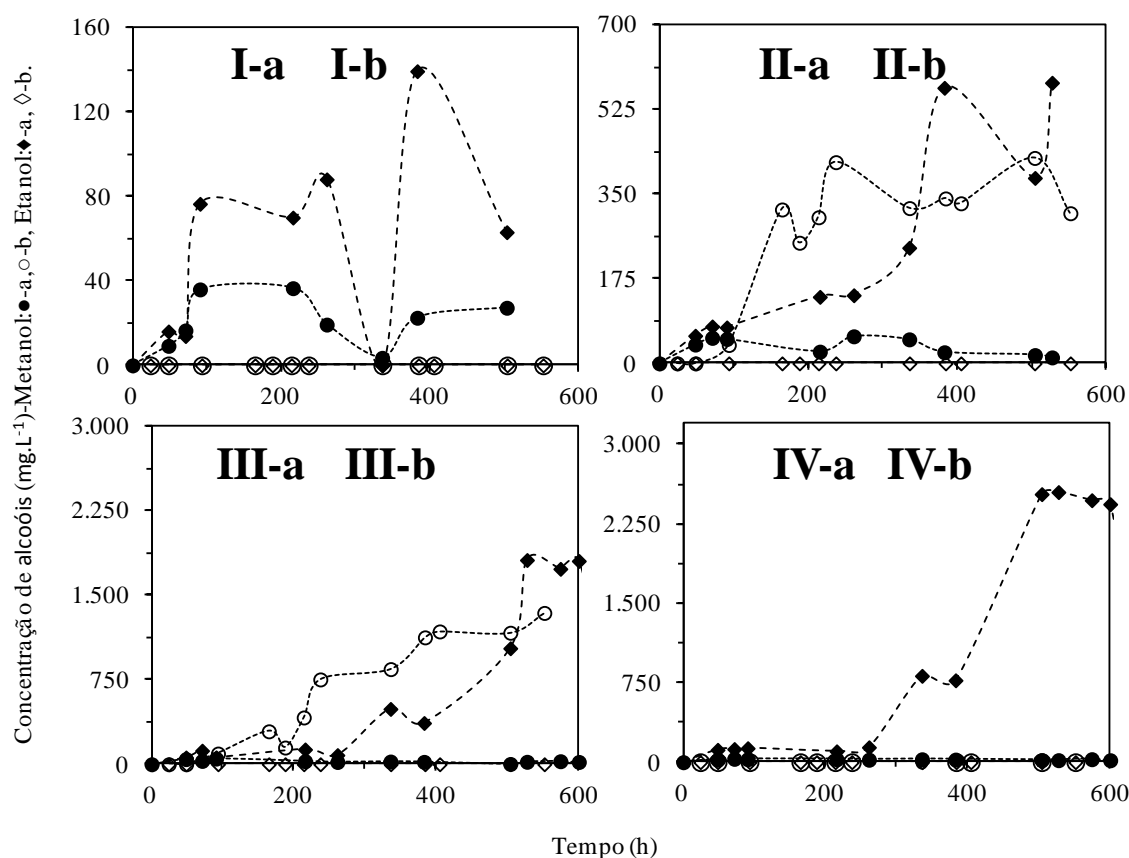 Concentração de alcoóis (mg.L⁻¹)-Metanol:●-a,○-b, Etanol:◆-a, ◇-b.
160
120
80
40
0
0 200 400 600
I-a I-b
700
525
350
175
0
0 200 400 600
II-a II-b
3.000
2.250
1.500
750
0
0 200 400 600
III-a III-b
3.000
2.250
1.500
750
0
0 200 400 600
IV-a IV-b
Tempo (h)